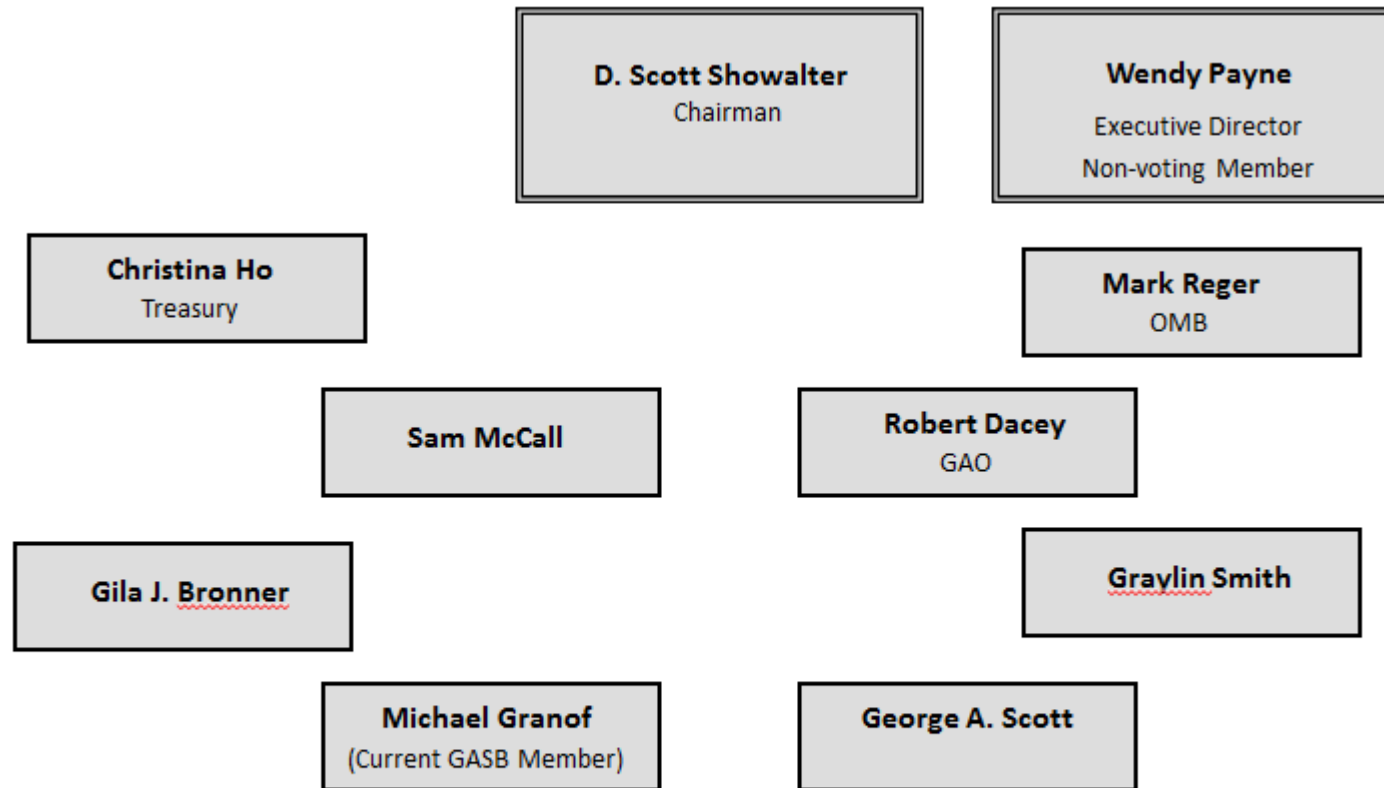 D. Scott Showalter
Chairman
Wendy Payne
Executive Director
Non-voting Member
Christina Ho
Treasury
Mark Reger
OMB
Sam McCall
Robert Dacey
GAO
Gila J. Bronner
Graylin Smith
Michael Granof
(Current GASB Member)
George A. Scott